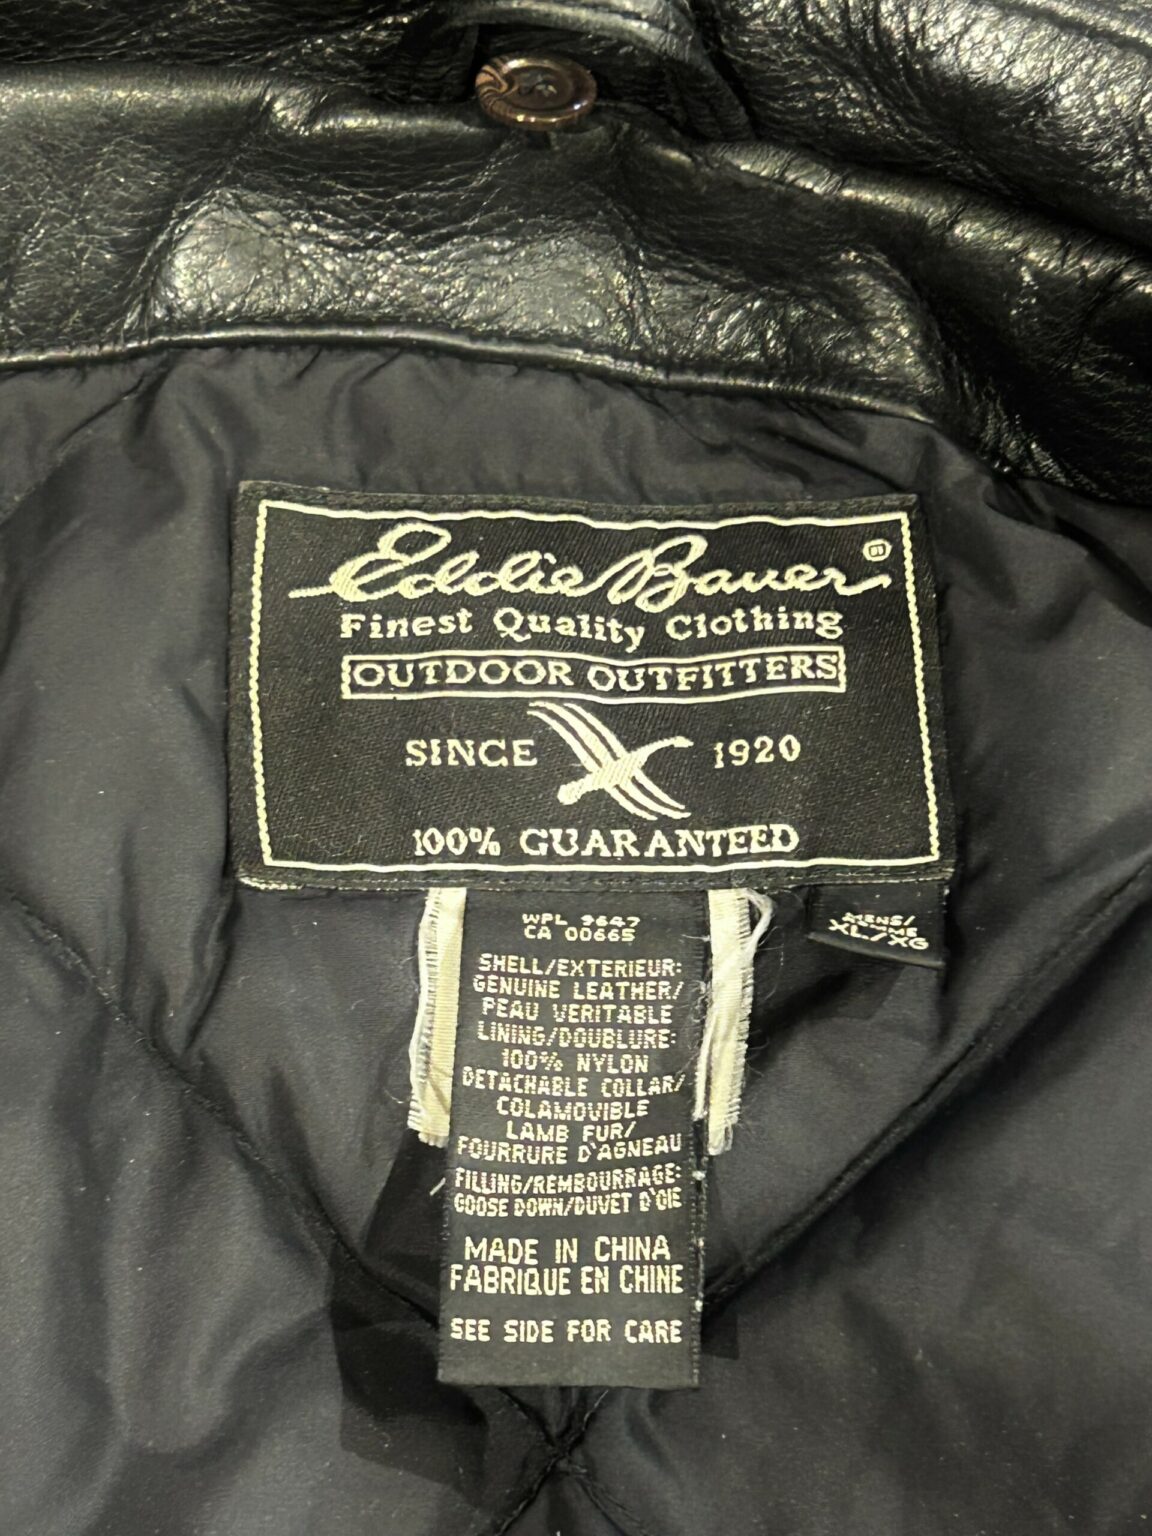 Eddie Bauer
Finest Quality Clothing
OUTDOOR OUTFITTERS
SINCE 1920
100% GUARANTEED
MENS/
HOMME
XL/XG
WPL 9647
CA 00665
SHELL/EXTERIEUR:
GENUINE LEATHER/
PEAU VERITABLE
LINING/DOUBLURE:
100% NYLON
DETACHABLE COLLAR/
COLAMOVIBLE
LAMB FUR/
FOURRURE D'AGNEAU
FILLING/REMBOURRAGE:
GOOSE DOWN/DUVET D'OIE
MADE IN CHINA
FABRIQUE EN CHINE
SEE SIDE FOR CARE